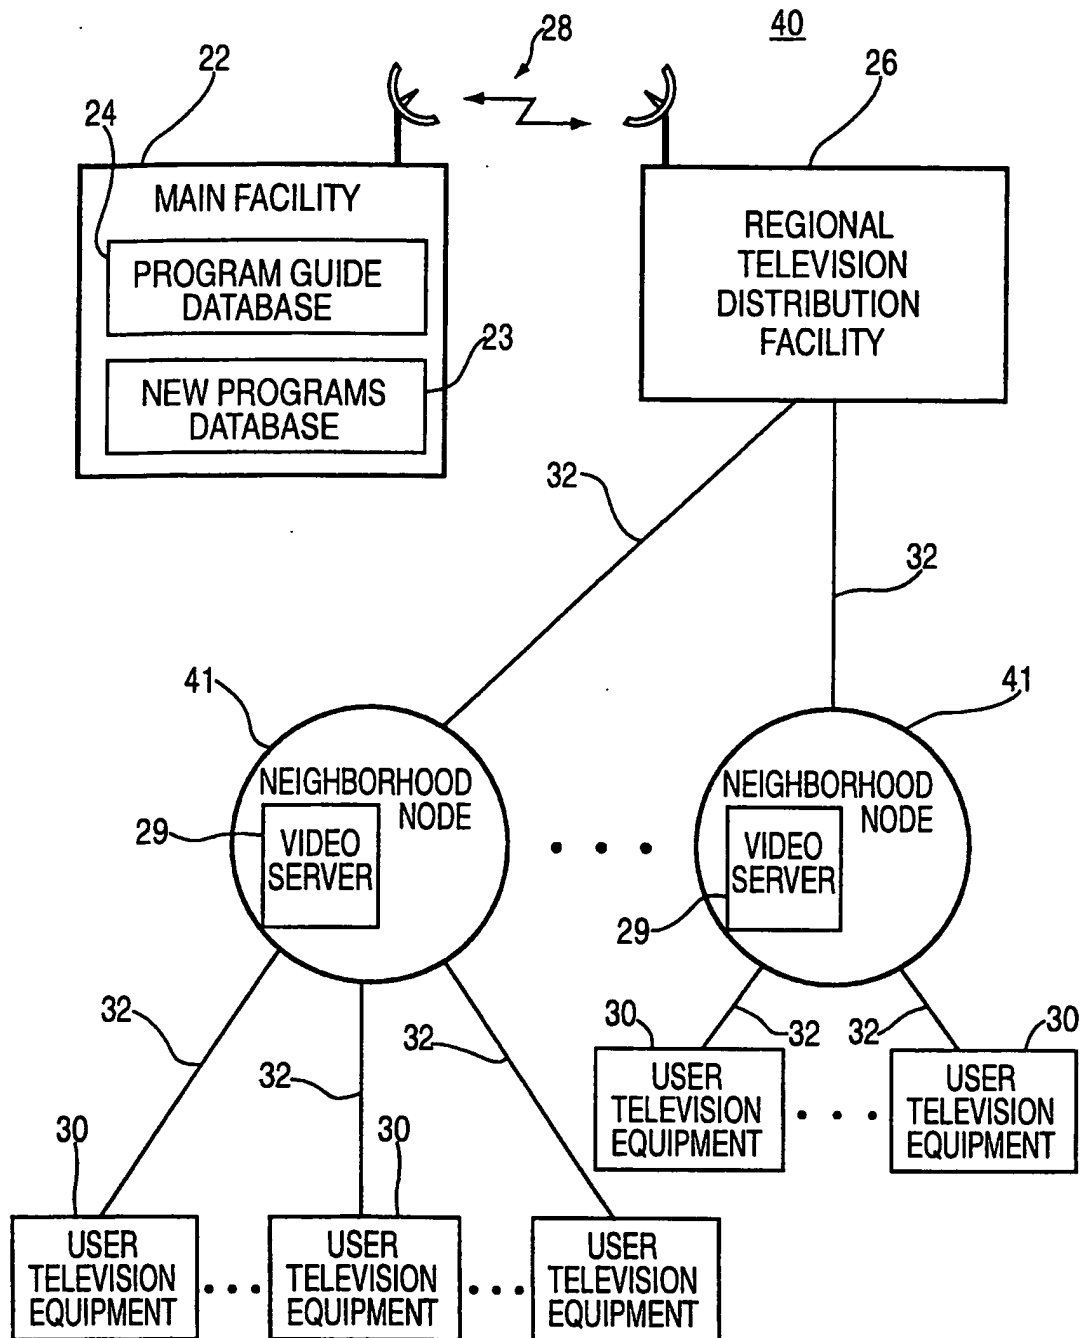 40
28
22
26
24
MAIN FACILITY
PROGRAM GUIDE
DATABASE
23
NEW PROGRAMS
DATABASE
REGIONAL
TELEVISION
DISTRIBUTION
FACILITY
32
32
41
41
NEIGHBORHOOD
NODE
29
VIDEO
SERVER
NEIGHBORHOOD
NODE
29
VIDEO
SERVER
32
32
32
30
32
32
30
USER
TELEVISION
EQUIPMENT
USER
TELEVISION
EQUIPMENT
30
30
USER
TELEVISION
EQUIPMENT
USER
TELEVISION
EQUIPMENT
USER
TELEVISION
EQUIPMENT